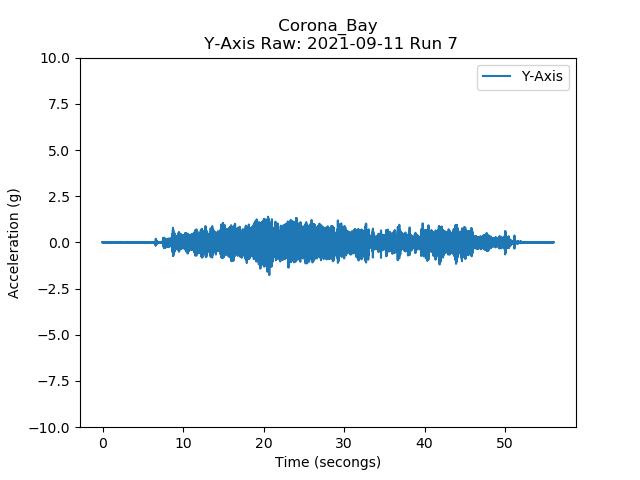 Corona_Bay
Y-Axis Raw: 2021-09-11 Run 7
Y-Axis
10.0
7.5
5.0
2.5
0.0
−2.5
−5.0
−7.5
−10.0
Acceleration (g)
0 10 20 30 40 50
Time (secongs)